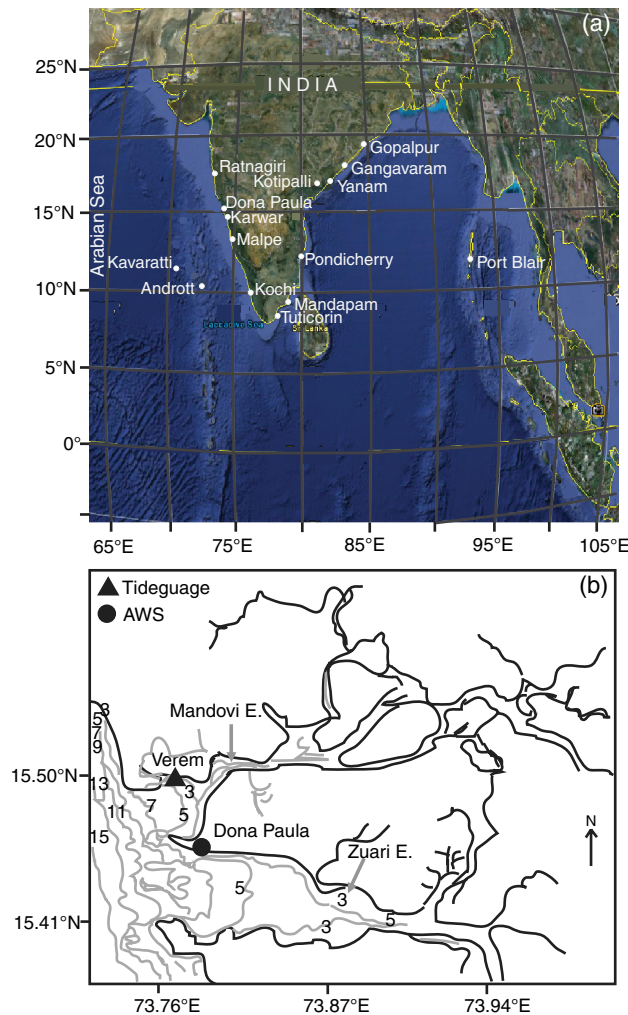 (a)
25°N
INDIA
20°N
Gopalpur
Ratnagiri
Gangavaram
Kotipalli
Yanam
15°N
Dona Paula
Karwar
Malpe
Arabian Sea
Kavaratti
Pondicherry
Port Blair
Andrott
10°N
Kochi
Mandapam
Laccadive Sea
Tuticorin
Sri Lanka
5°N
0°
65°E 75°E 85°E 95°E 105°E
(b)
Tideguage
AWS
Mandovi E.
3
5
7
9
Verem
15.50°N
13
3
11
7
5
15
Dona Paula
N
Zuari E.
5
3
5
3
15.41°N
73.76°E 73.87°E 73.94°E